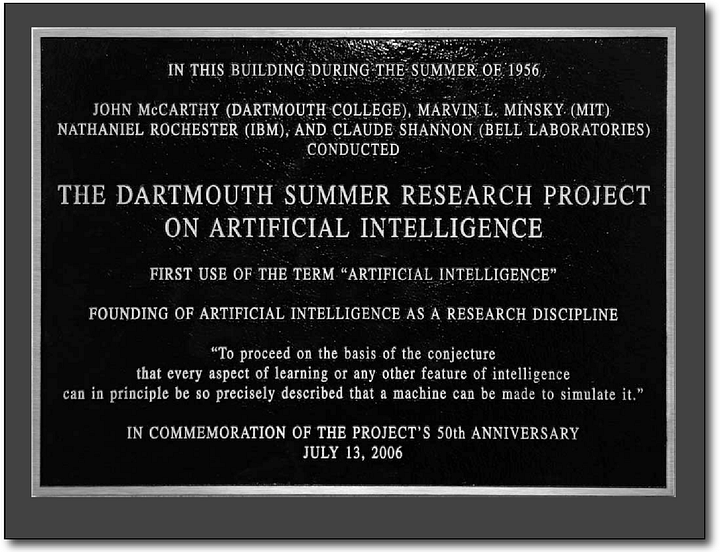 IN THIS BUILDING DURING THE SUMMER OF 1956
JOHN McCARTHY (DARTMOUTH COLLEGE), MARVIN L. MINSKY (MIT)
NATHANIEL ROCHESTER (IBM), AND CLAUDE SHANNON (BELL LABORATORIES)
CONDUCTED
THE DARTMOUTH SUMMER RESEARCH PROJECT
ON ARTIFICIAL INTELLIGENCE
FIRST USE OF THE TERM “ARTIFICIAL INTELLIGENCE”
FOUNDING OF ARTIFICIAL INTELLIGENCE AS A RESEARCH DISCIPLINE
“To proceed on the basis of the conjecture
that every aspect of learning or any other feature of intelligence
can in principle be so precisely described that a machine can be made to simulate it.”
IN COMMEMORATION OF THE PROJECT’S 50th ANNIVERSARY
JULY 13, 2006